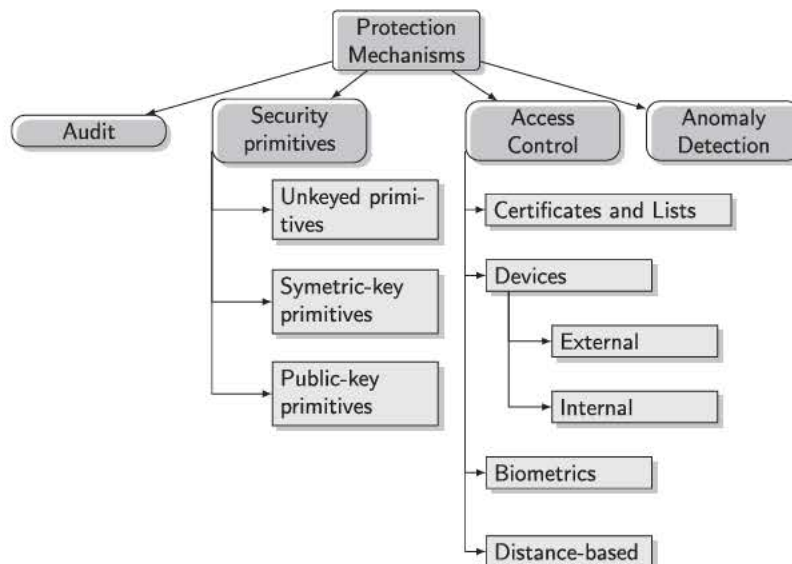 Protection
Mechanisms
Audit
Security
primitives
Access
Control
Anomaly
Detection
Unkeyed primi-
tives
Symetric-key
primitives
Public-key
primitives
Certificates and Lists
Devices
External
Internal
Biometrics
Distance-based